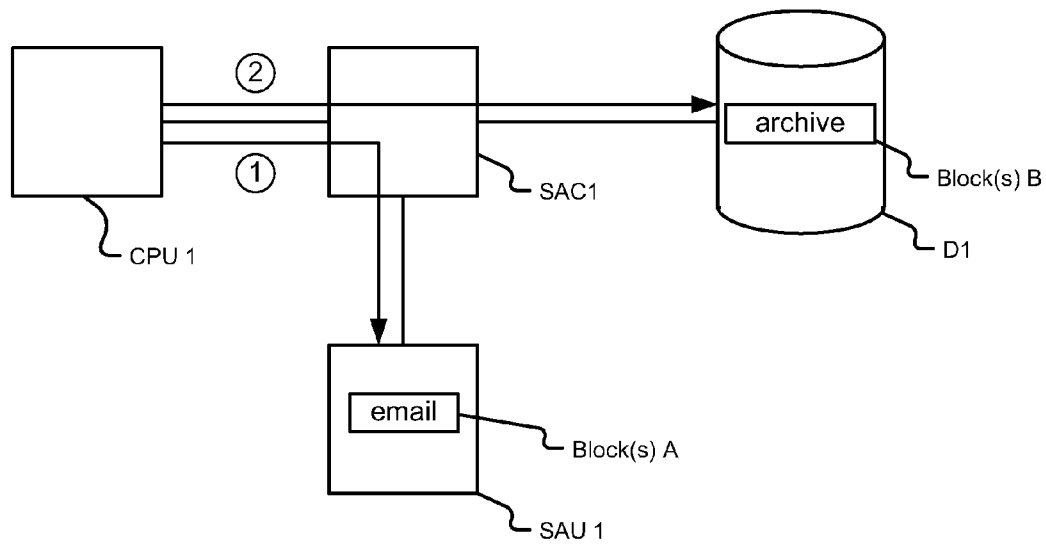 2
archive
1
SAC1
Block(s) B
CPU 1
D1
email
Block(s) A
SAU 1